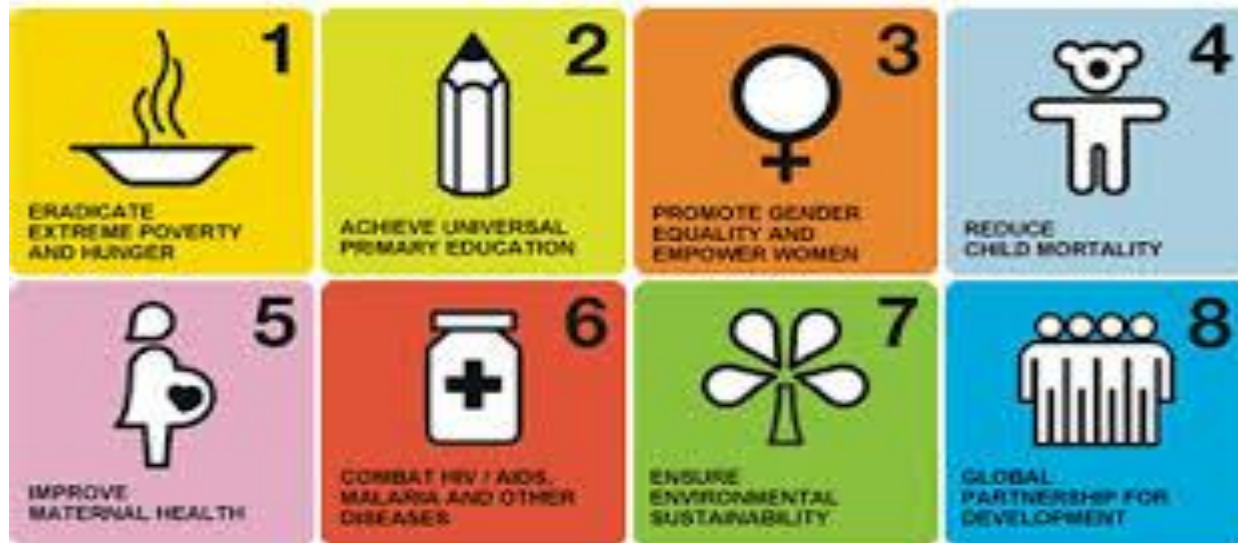 1
ERADICATE
EXTREME POVERTY
AND HUNGER
2
ACHIEVE UNIVERSAL
PRIMARY EDUCATION
3
PROMOTE GENDER
EQUALITY AND
EMPOWER WOMEN
4
REDUCE
CHILD MORTALITY
5
IMPROVE
MATERNAL HEALTH
6
COMBAT HIV / AIDS,
MALARIA AND OTHER
DISEASES
7
ENSURE
ENVIRONMENTAL
SUSTAINABILITY
8
GLOBAL
PARTNERSHIP FOR
DEVELOPMENT